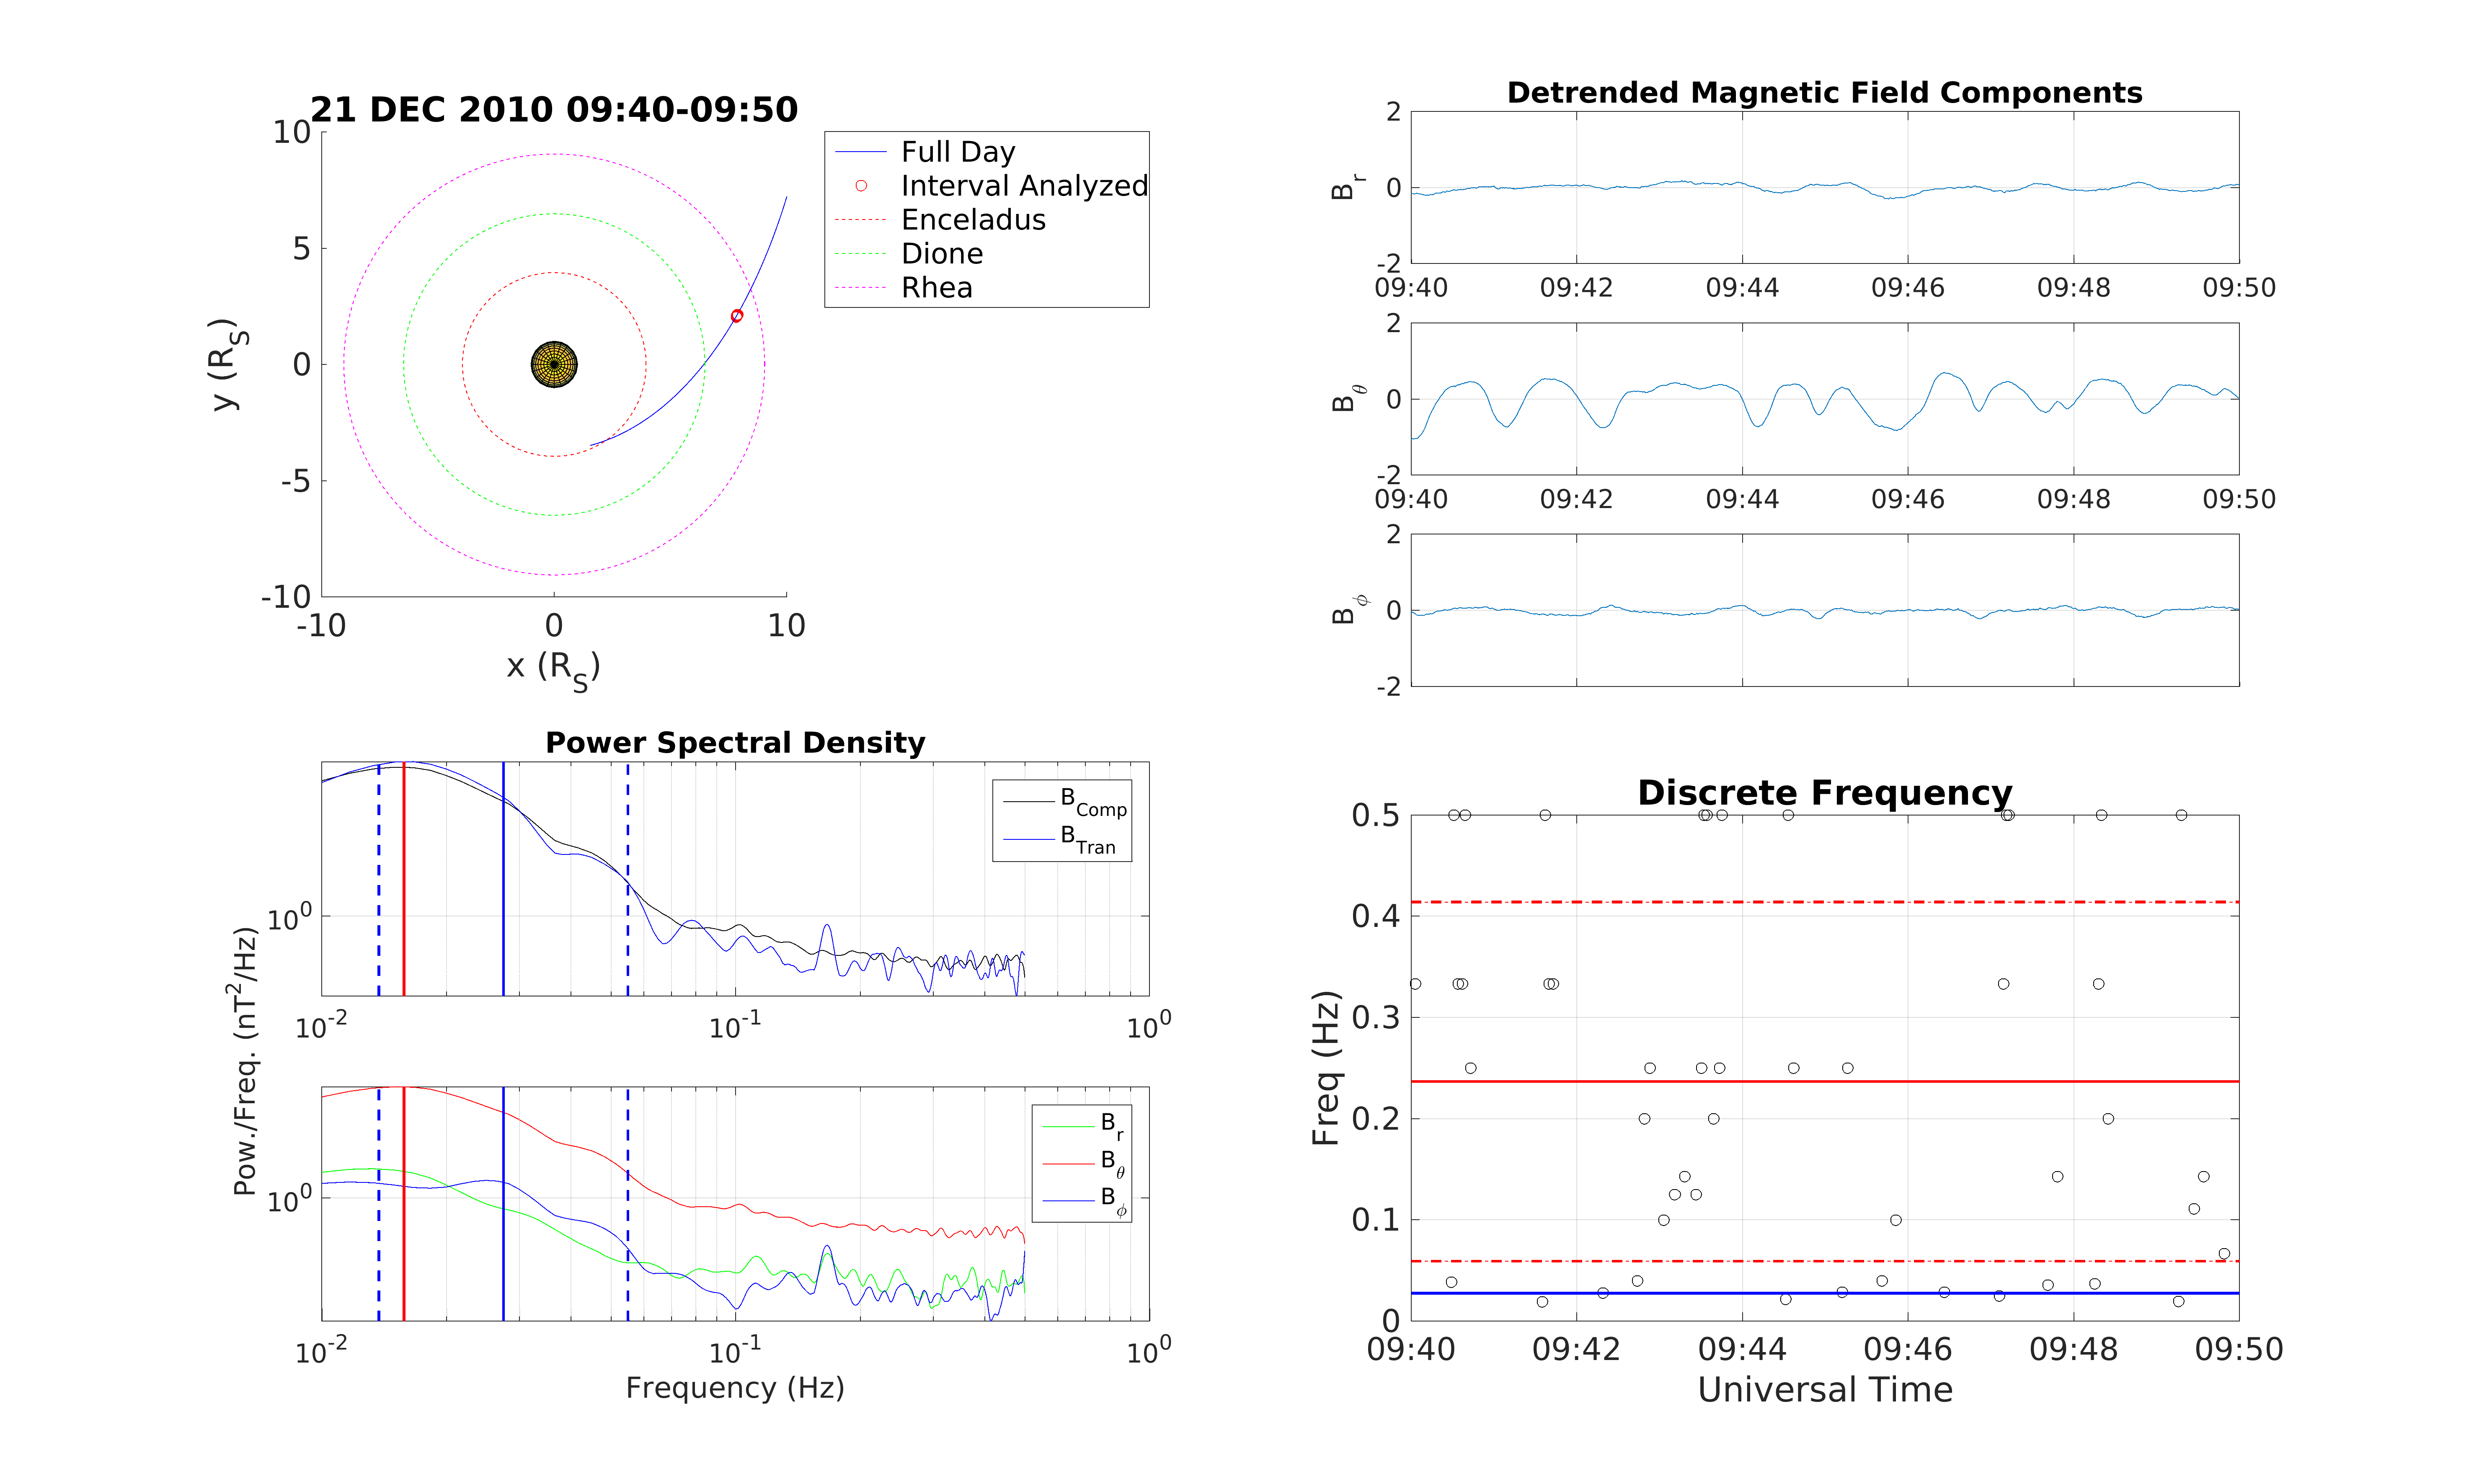 21 DEC 2010 09:40-09:50
10
5
0
-5
-10
-10 0 10
x (R_S)
y (R_S)
Full Day
Interval Analyzed
Enceladus
Dione
Rhea
Detrended Magnetic Field Components
2
0
-2
B_r
09:40 09:42 09:44 09:46 09:48 09:50
2
0
-2
B_θ
09:40 09:42 09:44 09:46 09:48 09:50
2
0
-2
B_ϕ
Power Spectral Density
10^0
B_Comp
B_Tran
10^-2 10^-1 10^0
Pow./Freq. (nT^2/Hz)
10^0
B_r
B_θ
B_ϕ
10^-2 10^-1 10^0
Frequency (Hz)
Discrete Frequency
0.5
0.4
0.3
0.2
0.1
0
Freq (Hz)
09:40 09:42 09:44 09:46 09:48 09:50
Universal Time